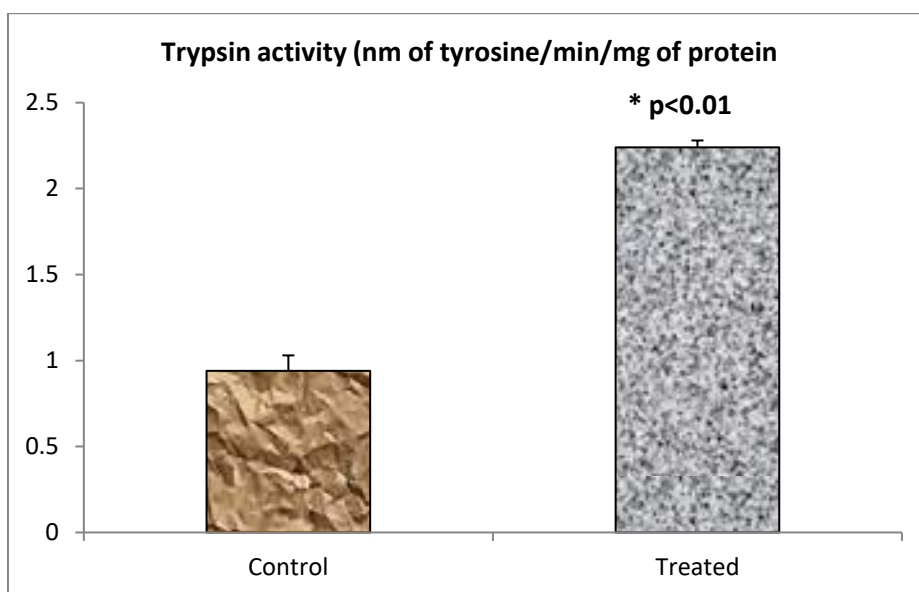 Trypsin activity (nm of tyrosine/min/mg of protein
* p<0.01
2.5
2
1.5
1
0.5
0
Control
Treated